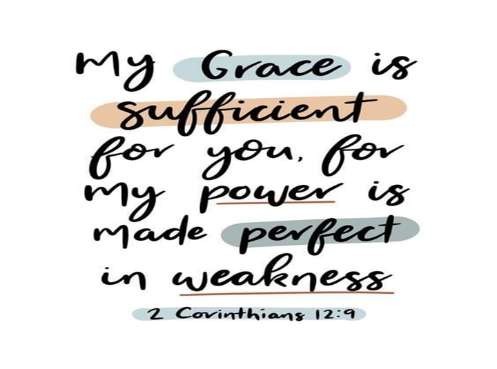 My Grace is
sufficient
for you, for
my power is
made perfect
in weakness
2 Corinthians 12:9